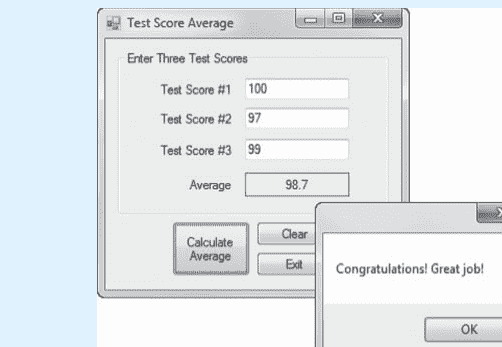 Test Score Average
Enter Three Test Scores
Test Score #1 100
Test Score #2 97
Test Score #3 99
Average 98.7
Calculate
Average
Clear
Exit
Congratulations! Great job!
OK